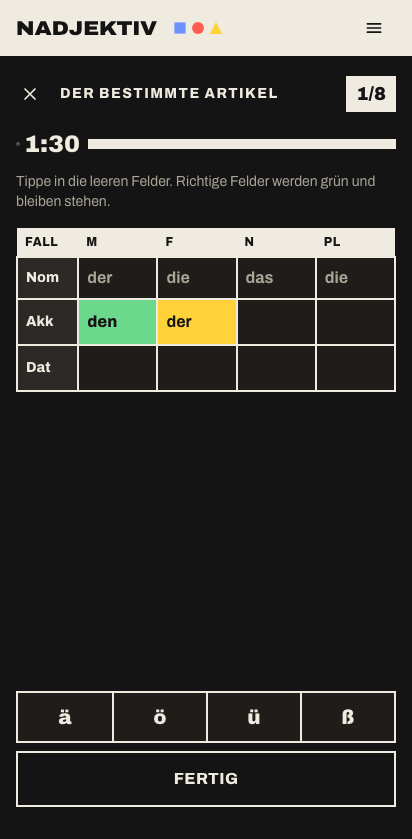 NADJEKTIV
DER BESTIMMTE ARTIKEL 1/8
1:30
Tippe in die leeren Felder. Richtige Felder werden grün und
bleiben stehen.
FALL M F N PL
Nom der die das die
Akk den der
Dat
ä ö ü ß
FERTIG